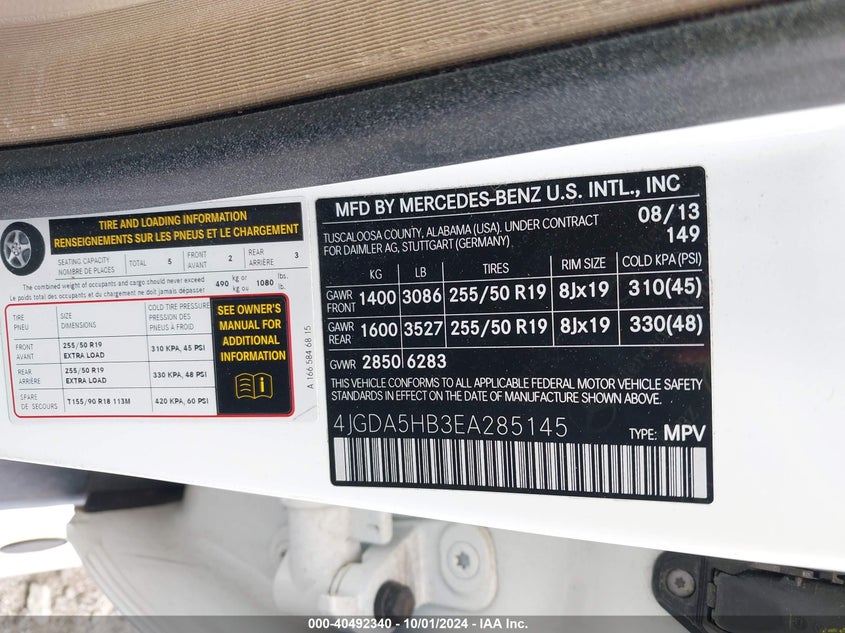 TIRE AND LOADING INFORMATION
RENSEIGNEMENTS SUR LES PNEUS ET LE CHARGEMENT
SEATING CAPACITY
NOMBRE DE PLACES
TOTAL 5
FRONT
AVANT 2
REAR
ARRIÈRE 3
The combined weight of occupants and cargo should never exceed
Le poids total des occupants et du chargement ne doit jamais dépasser
490 kg or
kg ou
1080 lbs.
lb.
TIRE
PNEU
SIZE
DIMENSIONS
COLD TIRE PRESSURE
PRESSION DES
PNEUS À FROID
FRONT
AVANT
255/50 R19
EXTRA LOAD
310 KPA, 45 PSI
REAR
ARRIÈRE
255/50 R19
EXTRA LOAD
330 KPA, 48 PSI
SPARE
DE SECOURS
T155/90 R18 113M
420 KPA, 60 PSI
SEE OWNER'S
MANUAL FOR
ADDITIONAL
INFORMATION
A 166 584 68 15
MFD BY MERCEDES-BENZ U.S. INTL., INC
TUSCALOOSA COUNTY, ALABAMA (USA). UNDER CONTRACT
FOR DAIMLER AG, STUTTGART (GERMANY)
08/13
149
KG LB TIRES RIM SIZE COLD KPA (PSI)
GAWR
FRONT 1400 3086 255/50 R19 8Jx19 310(45)
GAWR
REAR 1600 3527 255/50 R19 8Jx19 330(48)
GVWR 2850 6283
THIS VEHICLE CONFORMS TO ALL APPLICABLE FEDERAL MOTOR VEHICLE SAFETY
STANDARDS IN EFFECT ON THE DATE OF MANUFACTURE SHOWN ABOVE.
4JGDA5HB3EA285145
TYPE: MPV
000-40492340 - 10/01/2024 - IAA Inc.